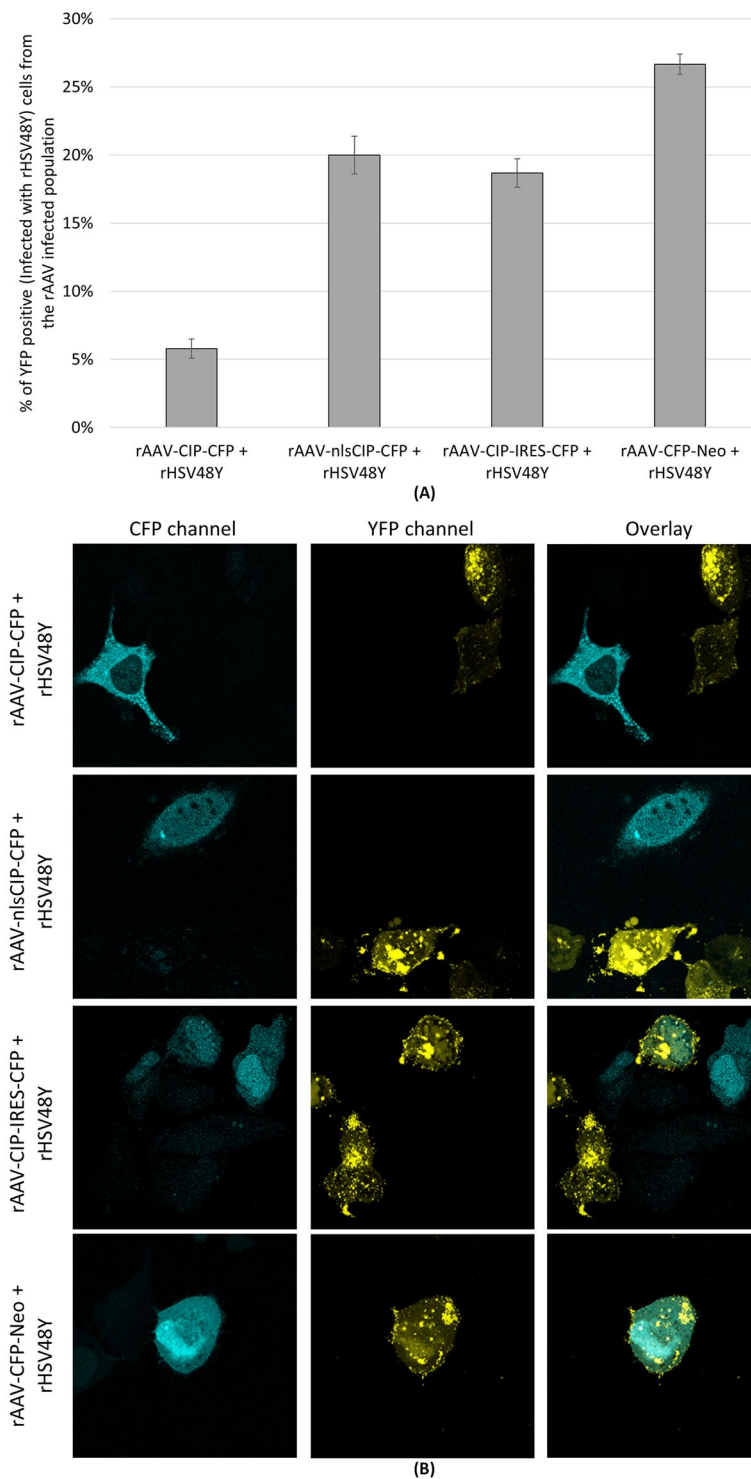 30%
25%
20%
15%
10%
5%
0%
% of YFP positive (Infected with rHSV48Y) cells from
the rAAV infected population
rAAV-CIP-CFP +
rHSV48Y
rAAV-nlsCIP-CFP +
rHSV48Y
rAAV-CIP-IRES-CFP +
rHSV48Y
rAAV-CFP-Neo +
rHSV48Y
(A)
CFP channel
YFP channel
Overlay
rAAV-CIP-CFP +
rHSV48Y
rAAV-nlsCIP-CFP +
rHSV48Y
rAAV-CIP-IRES-CFP +
rHSV48Y
rAAV-CFP-Neo +
rHSV48Y
(B)